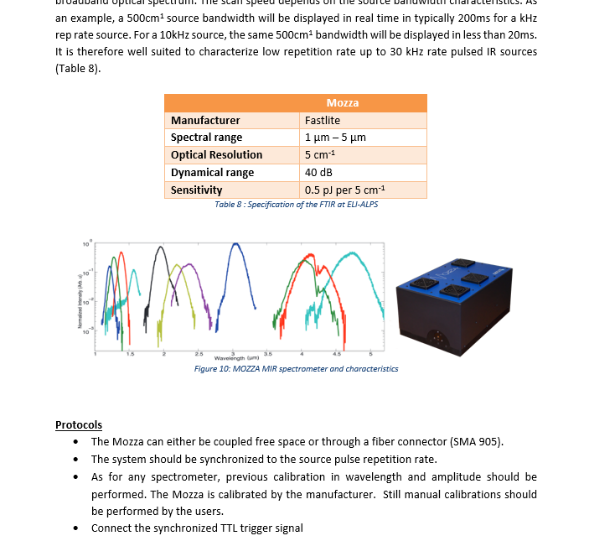 broadband optical spectrum. The scan speed depends on the source bandwidth characteristics. As
an example, a 500cm¹ source bandwidth will be displayed in real time in typically 200ms for a kHz
rep rate source. For a 10kHz source, the same 500cm¹ bandwidth will be displayed in less than 20ms.
It is therefore well suited to characterize low repetition rate up to 30 kHz rate pulsed IR sources
(Table 8).
Mozza
Manufacturer Fastlite
Spectral range 1 µm – 5 µm
Optical Resolution 5 cm⁻¹
Dynamical range 40 dB
Sensitivity 0.5 pJ per 5 cm⁻¹
Table 8 : Specification of the FTIR at ELI-ALPS
10⁰
10⁻¹
10⁻²
10⁻³
1 1.5 2 2.5 3 3.5 4 4.5 5
Wavelength (µm)
Figure 10: MOZZA MIR spectrometer and characteristics
Protocols
• The Mozza can either be coupled free space or through a fiber connector (SMA 905).
• The system should be synchronized to the source pulse repetition rate.
• As for any spectrometer, previous calibration in wavelength and amplitude should be
performed. The Mozza is calibrated by the manufacturer. Still manual calibrations should
be performed by the users.
• Connect the synchronized TTL trigger signal